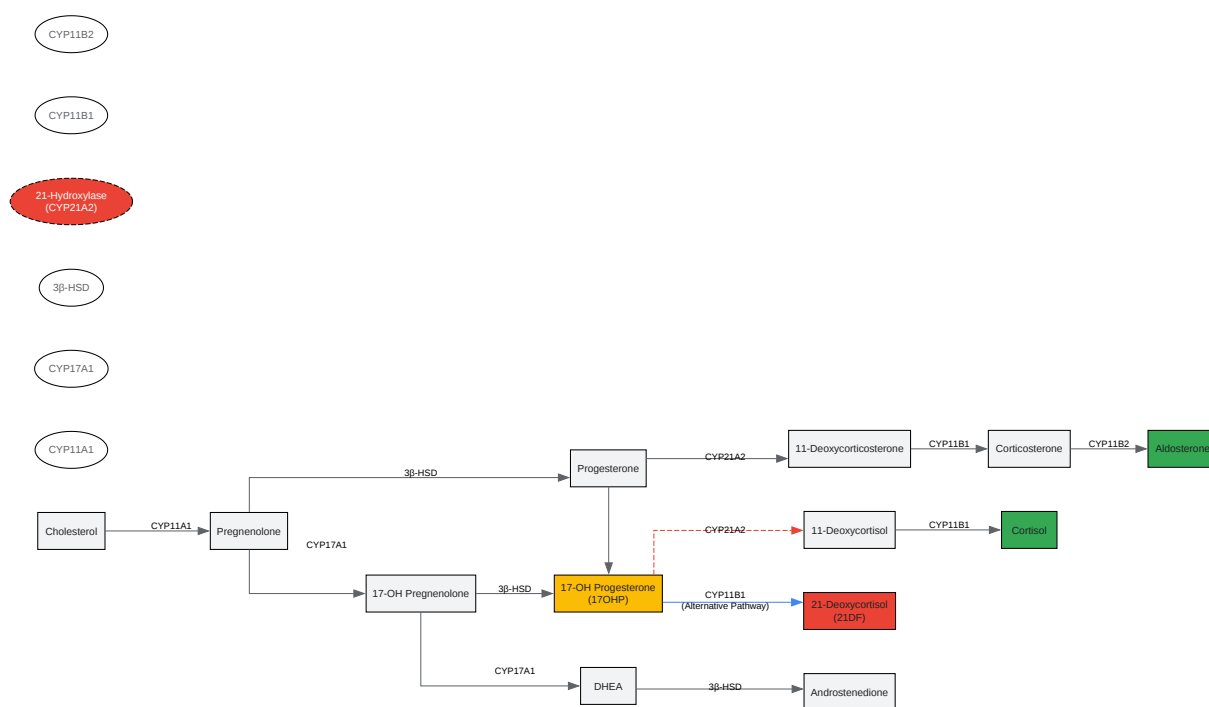 CYP11B2
CYP11B1
21-Hydroxylase
(CYP21A2)
3β-HSD
CYP17A1
CYP11A1
Cholesterol
CYP11A1
Pregnenolone
3β-HSD
CYP17A1
Progesterone
CYP21A2
11-Deoxycorticosterone
CYP11B1
Corticosterone
CYP11B2
Aldosterone
17-OH Pregnenolone
3β-HSD
17-OH Progesterone
(17OHP)
CYP21A2
11-Deoxycortisol
CYP11B1
Cortisol
CYP11B1
(Alternative Pathway)
21-Deoxycortisol
(21DF)
CYP17A1
DHEA
3β-HSD
Androstenedione